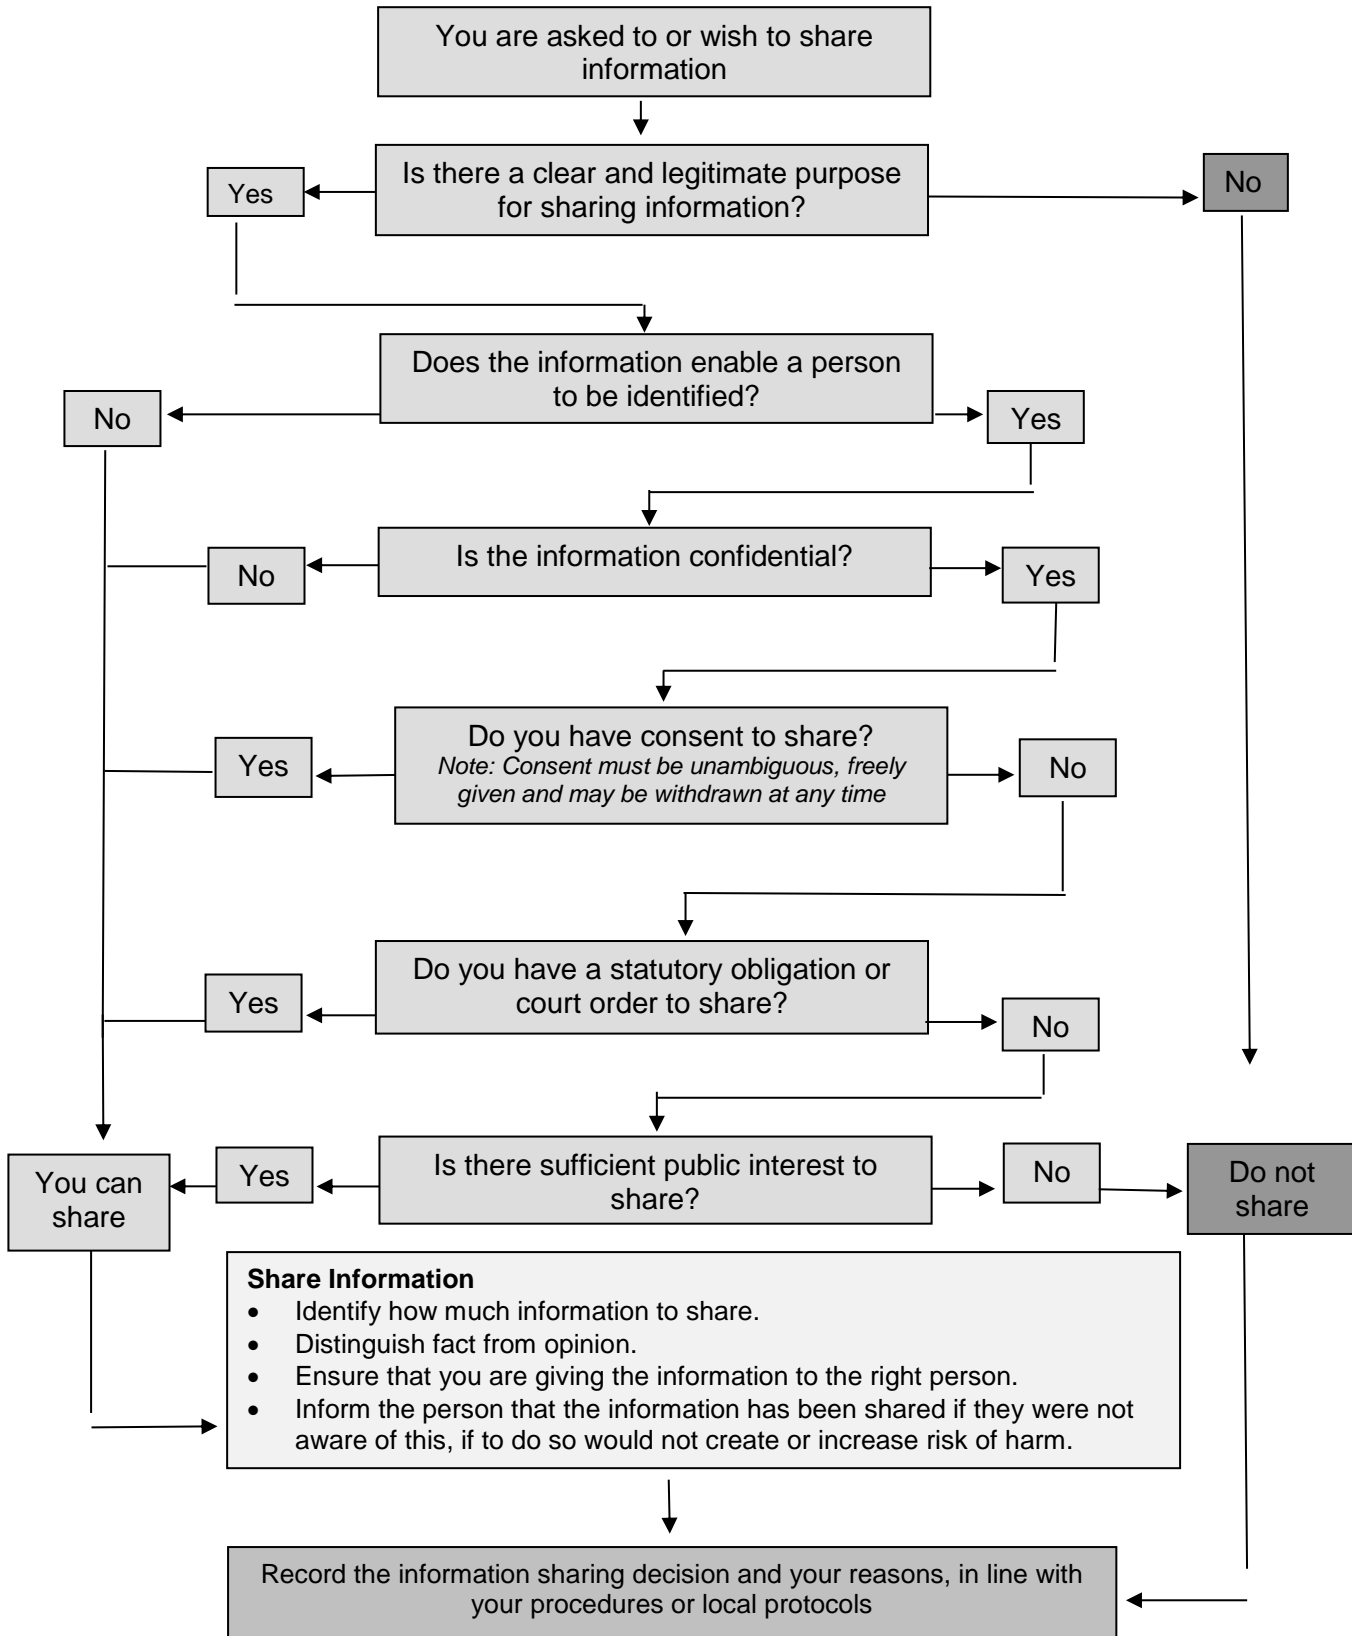 You are asked to or wish to share
information
Is there a clear and legitimate purpose
for sharing information?
Yes
No
Does the information enable a person
to be identified?
No
Yes
Is the information confidential?
No
Yes
Do you have consent to share?
Note: Consent must be unambiguous, freely
given and may be withdrawn at any time
Yes
No
Do you have a statutory obligation or
court order to share?
Yes
No
Is there sufficient public interest to
share?
Yes
No
You can
share
Do not
share
Share Information
• Identify how much information to share.
• Distinguish fact from opinion.
• Ensure that you are giving the information to the right person.
• Inform the person that the information has been shared if they were not
aware of this, if to do so would not create or increase risk of harm.
Record the information sharing decision and your reasons, in line with
your procedures or local protocols